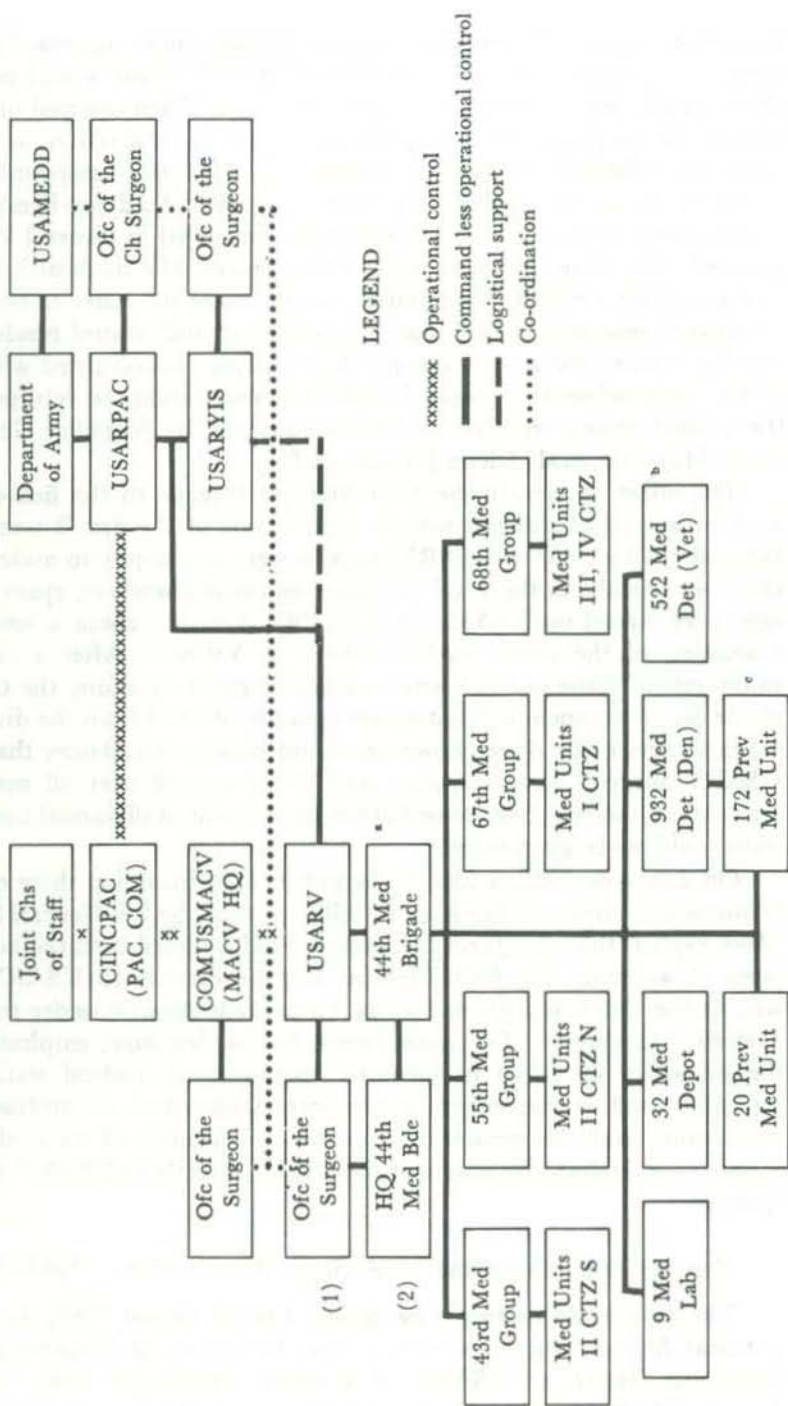 Joint Chs
of Staff
Department
of Army
USAMEDD
CINCPAC
(PAC. COM)
USARPAC
Ofc of the
Ch Surgeon
Ofc of the
Surgeon
COMUSMACV
(MACV HQ)
USARYIS
Ofc of the
Surgeon
(1)
Ofc of the
Surgeon
USARV
(2)
HQ 44th
Med Bde
44th Med
Brigade
a
LEGEND
xxxxxxx Operational control
Command less operational control
Logistical support
Co-ordination
43rd Med
Group
55th Med
Group
67th Med
Group
68th Med
Group
Med Units
II CTZ S
Med Units
II CTZ N
Med Units
I CTZ
Med Units
III, IV CTZ
9 Med
Lab
32 Med
Depot
932 Med
Det (Den)
522 Med
Det (Vet)
b
20 Prev
Med Unit
172 Prev
Med Unit
c